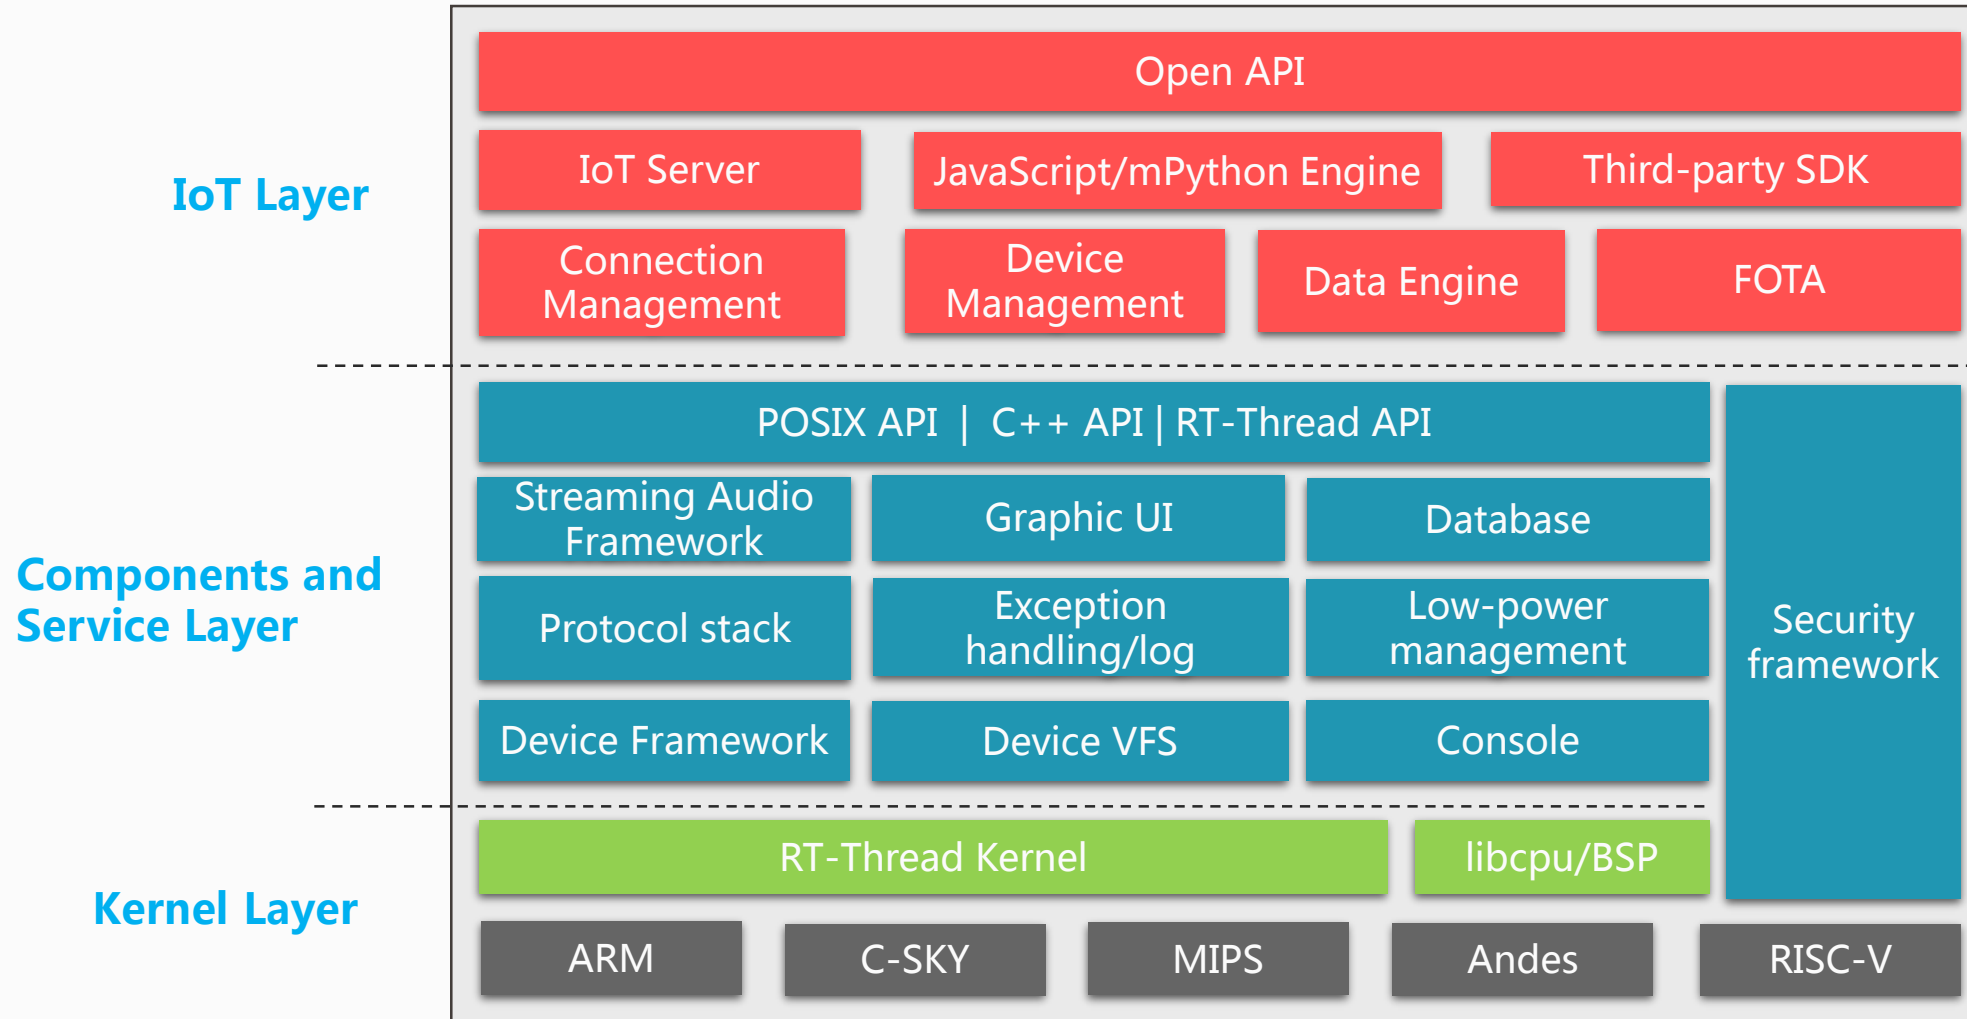 Open API
IoT Layer
IoT Server
JavaScript/mPython Engine
Third-party SDK
Connection
Management
Device
Management
Data Engine
FOTA
POSIX API | C++ API | RT-Thread API
Components and
Service Layer
Streaming Audio
Framework
Graphic UI
Database
Protocol stack
Exception
handling/log
Low-power
management
Security
framework
Device Framework
Device VFS
Console
Kernel Layer
RT-Thread Kernel
libcpu/BSP
ARM
C-SKY
MIPS
Andes
RISC-V